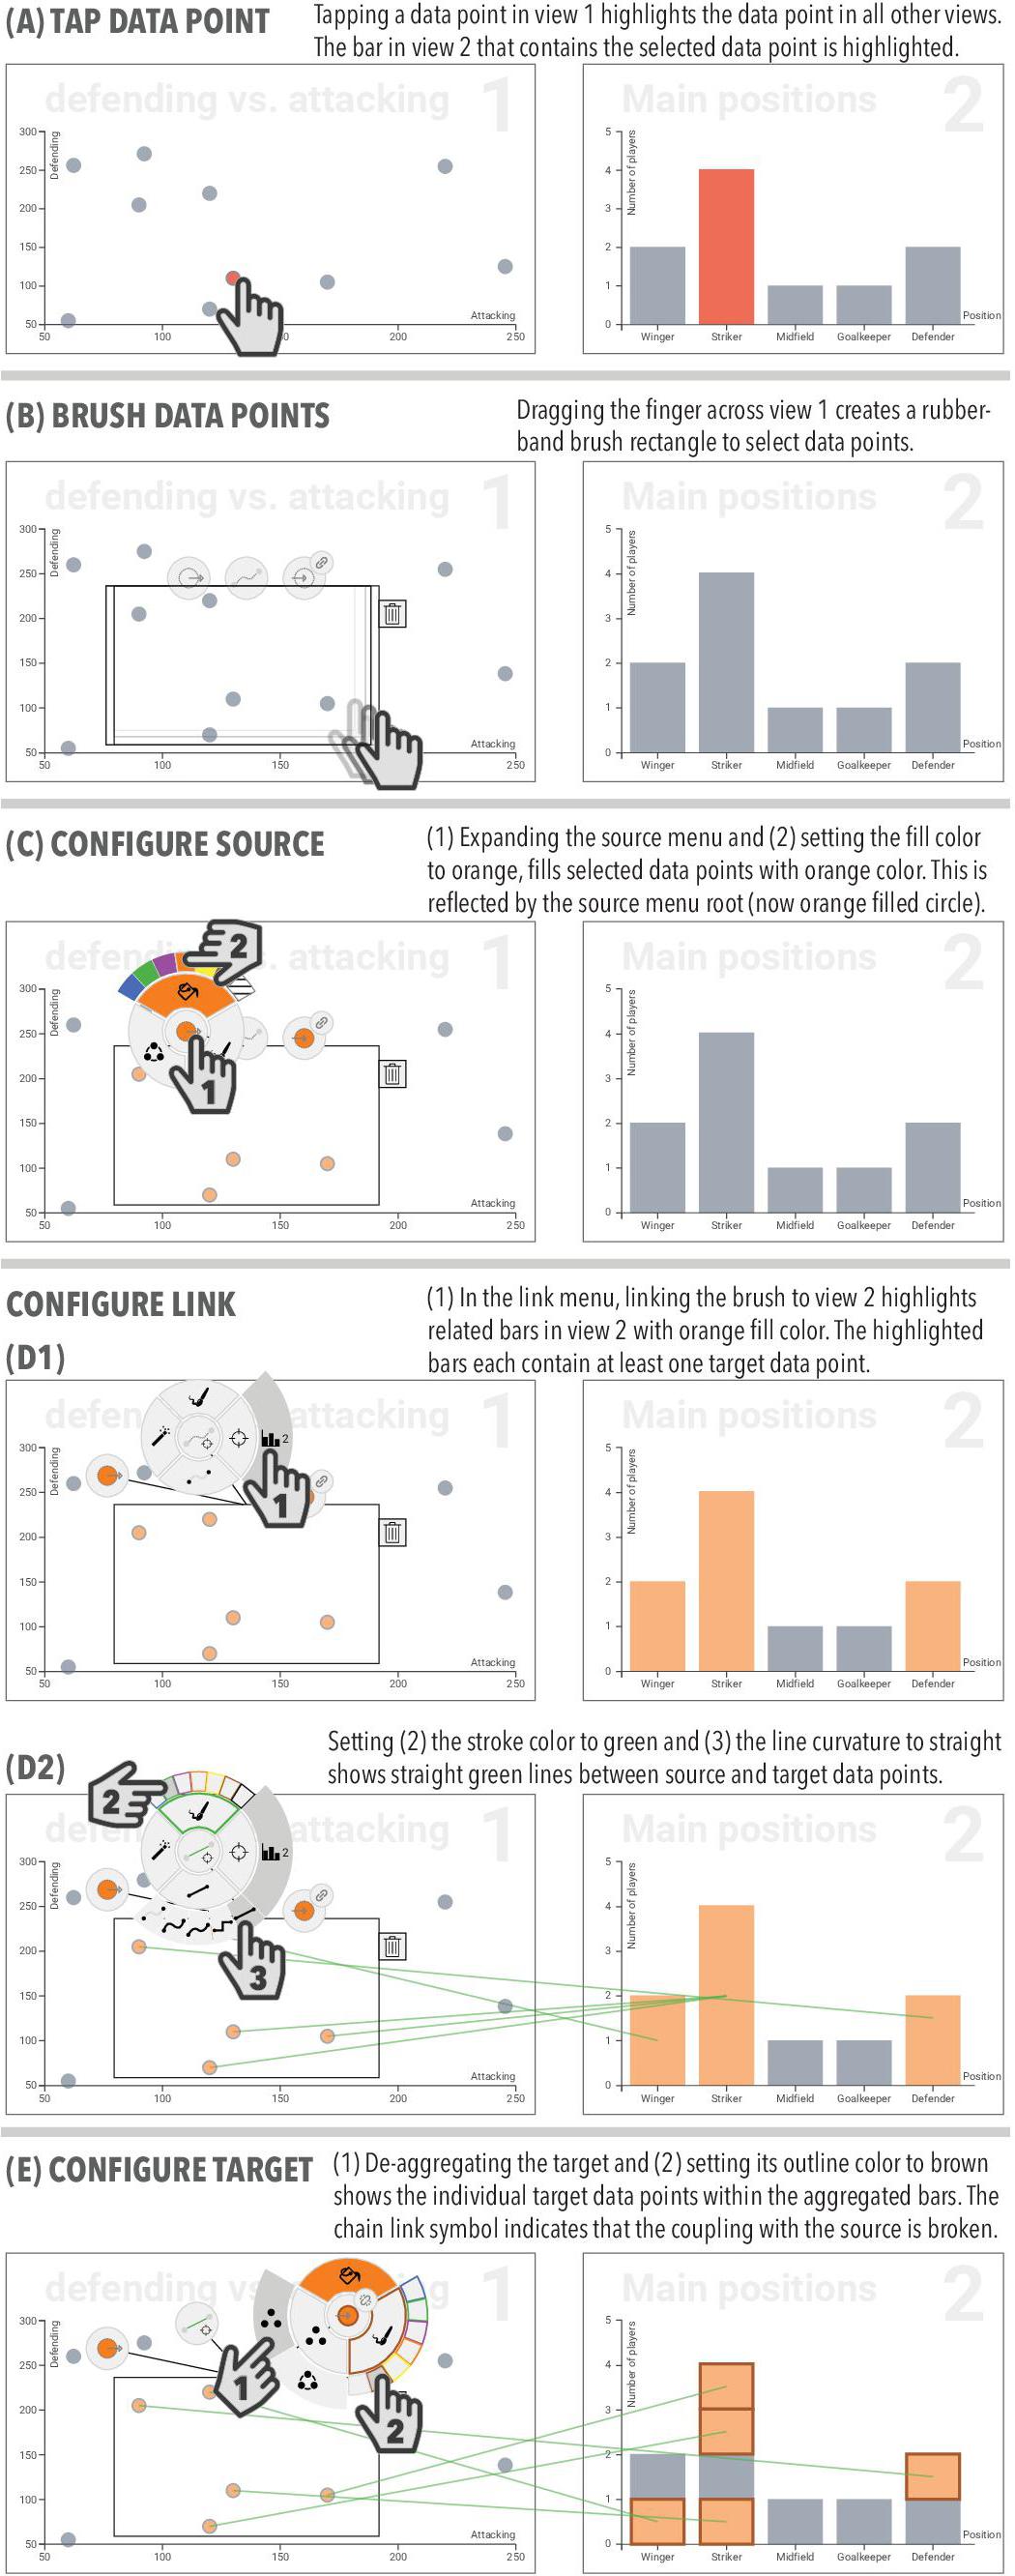 (A) TAP DATA POINT
Tapping a data point in view 1 highlights the data point in all other views.
The bar in view 2 that contains the selected data point is highlighted.
defending vs. attacking 1
Defending
300
250
200
150
100
50
50 100 200 250
Attacking
Main positions 2
Number of players
5
4
3
2
1
0
Winger Striker Midfield Goalkeeper Defender
Position
(B) BRUSH DATA POINTS
Dragging the finger across view 1 creates a rubber-
band brush rectangle to select data points.
defending vs. attacking 1
Defending
300
250
200
150
100
50
50 100 150 250
Attacking
Main positions 2
Number of players
5
4
3
2
1
0
Winger Striker Midfield Goalkeeper Defender
Position
(C) CONFIGURE SOURCE
(1) Expanding the source menu and (2) setting the fill color
to orange, fills selected data points with orange color. This is
reflected by the source menu root (now orange filled circle).
attacking 1
2
1
Defending
300
250
200
150
100
50
50 100 150 200 250
Attacking
Main positions 2
Number of players
5
4
3
2
1
0
Winger Striker Midfield Goalkeeper Defender
Position
CONFIGURE LINK
(D1)
(1) In the link menu, linking the brush to view 2 highlights
related bars in view 2 with orange fill color. The highlighted
bars each contain at least one target data point.
attacking 1
2
1
Defending
300
250
200
150
100
50
50 100 150 200 250
Attacking
Main positions 2
Number of players
5
4
3
2
1
0
Winger Striker Midfield Goalkeeper Defender
Position
(D2)
Setting (2) the stroke color to green and (3) the line curvature to straight
shows straight green lines between source and target data points.
2
attacking 1
2
3
Defending
300
250
200
150
100
50
50 100 150 200 250
Attacking
Main positions 2
Number of players
5
4
3
2
1
0
Winger Striker Midfield Goalkeeper Defender
Position
(E) CONFIGURE TARGET
(1) De-aggregating the target and (2) setting its outline color to brown
shows the individual target data points within the aggregated bars. The
chain link symbol indicates that the coupling with the source is broken.
defending 1
1
2
Defending
300
250
200
150
100
50
50 100 150 200 250
Attacking
Main positions 2
Number of players
5
4
3
2
1
0
Winger Striker Midfield Goalkeeper Defender
Position